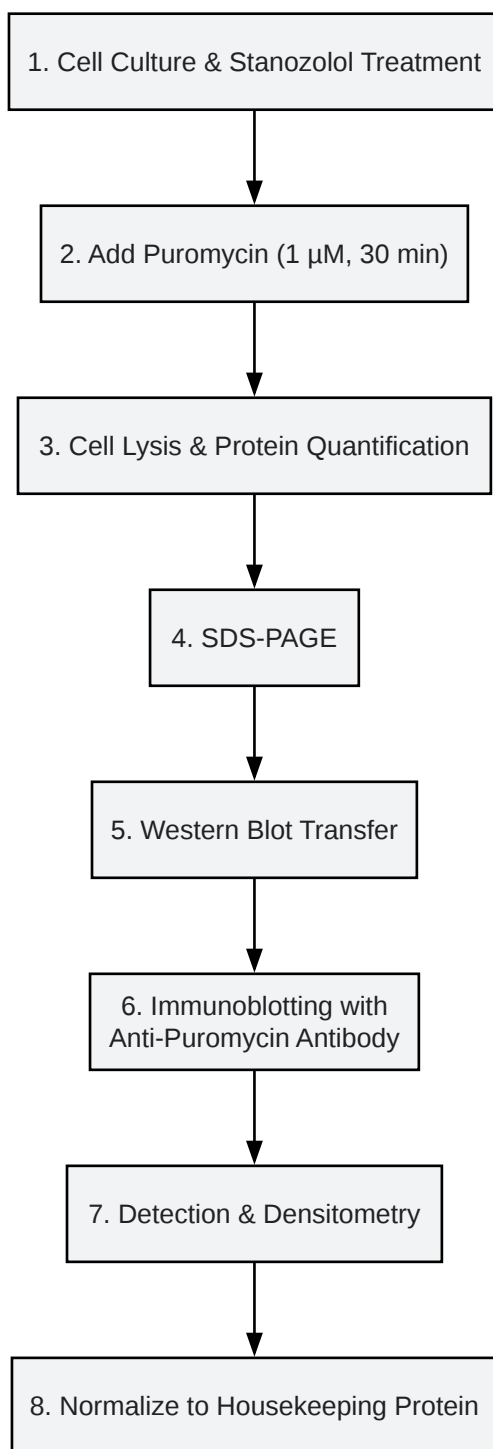 1. Cell Culture & Stanozolol Treatment
2. Add Puromycin (1 µM, 30 min)
3. Cell Lysis & Protein Quantification
4. SDS-PAGE
5. Western Blot Transfer
6. Immunoblotting with
Anti-Puromycin Antibody
7. Detection & Densitometry
8. Normalize to Housekeeping Protein